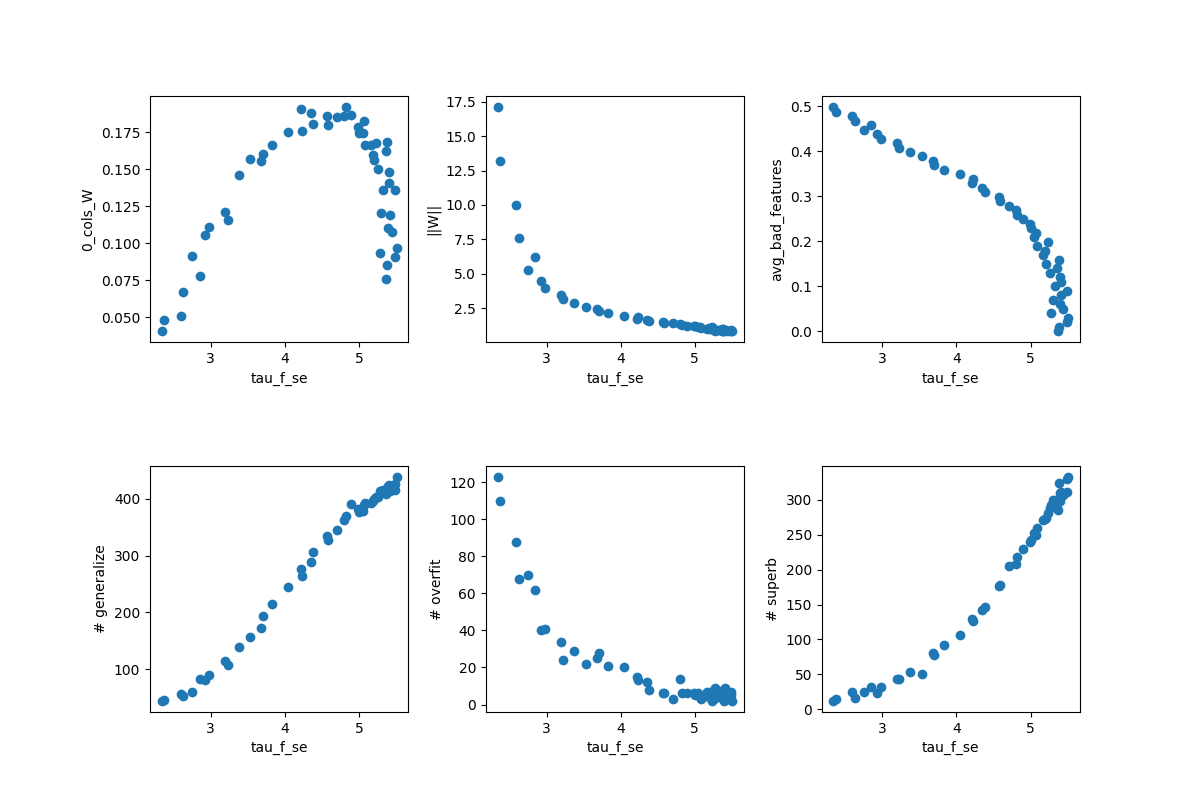 0.175
0.150
0.125
0.100
0.075
0.050
0_cols_W
3 4 5
tau_f_se
17.5
15.0
12.5
10.0
7.5
5.0
2.5
||W||
3 4 5
tau_f_se
0.5
0.4
0.3
0.2
0.1
0.0
avg_bad_features
3 4 5
tau_f_se
400
300
200
100
# generalize
3 4 5
tau_f_se
120
100
80
60
40
20
0
# overfit
3 4 5
tau_f_se
300
250
200
150
100
50
0
# superb
3 4 5
tau_f_se